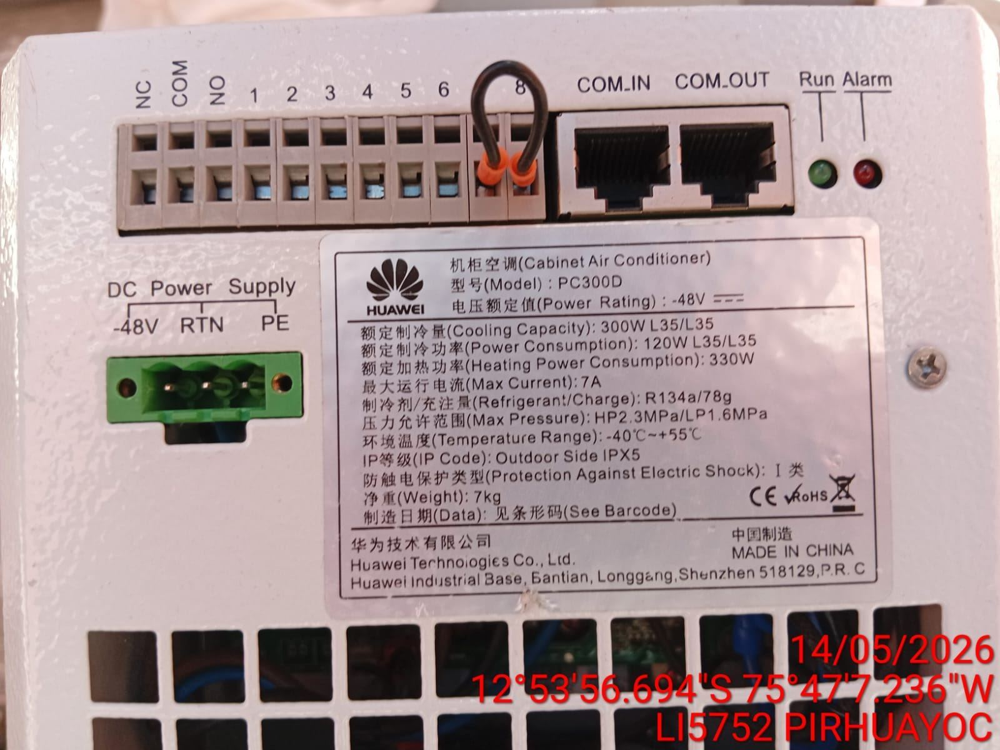 NC COM NO 1 2 3 4 5 6 8 COM_IN COM_OUT Run Alarm
DC Power Supply
-48V RTN PE
HUAWEI
机柜空调(Cabinet Air Conditioner)
型号(Model) : PC300D
电压额定值(Power Rating) : -48V
额定制冷量(Cooling Capacity): 300W L35/L35
额定制冷功率(Power Consumption): 120W L35/L35
额定加热功率(Heating Power Consumption): 330W
最大运行电流(Max Current): 7A
制冷剂/充注量(Refrigerant/Charge): R134a/78g
压力允许范围(Max Pressure): HP2.3MPa/LP1.6MPa
环境温度(Temperature Range): -40℃~+55℃
IP等级(IP Code): Outdoor Side IPX5
防触电保护类型(Protection Against Electric Shock): I 类
净重(Weight): 7kg
CE RoHS
制造日期(Data): 见条形码(See Barcode)
华为技术有限公司
中国制造
Huawei Technologies Co., Ltd.
MADE IN CHINA
Huawei Industrial Base, Bantian, Longgang,Shenzhen 518129,P.R. C
14/05/2026
12°53'56.694"S 75°47'7.236"W
LI5752 PIRHUAYOC